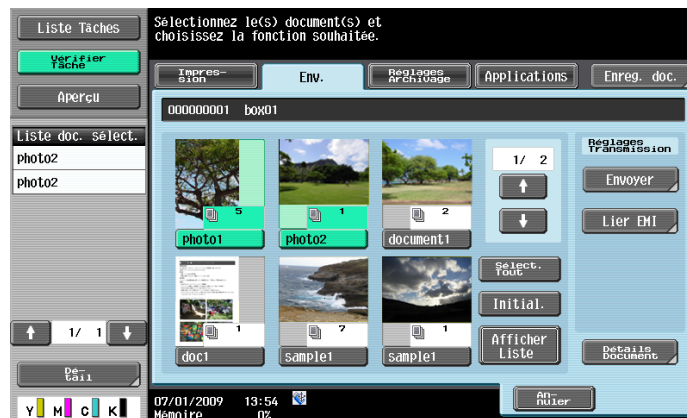 Liste Tâches
Vérifier
Tâche
Aperçu
Liste doc. sélect.
photo2
photo2
1/ 1
Dé-
tail
Y M C K
Sélectionnez le(s) document(s) et
choisissez la fonction souhaitée.
Impres-
sion
Env.
Réglages
Archivage
Applications
Enreg. doc.
000000001 box01
5
photo1
1
photo2
2
document1
1
doc1
7
sample1
1
sample1
1/ 2
Sélect.
Tout
Initial.
Afficher
Liste
Réglages
Transmission
Envoyer
Lier EMI
Détails
Document
An-
nuler
07/01/2009 13:54
Mémoire 0%